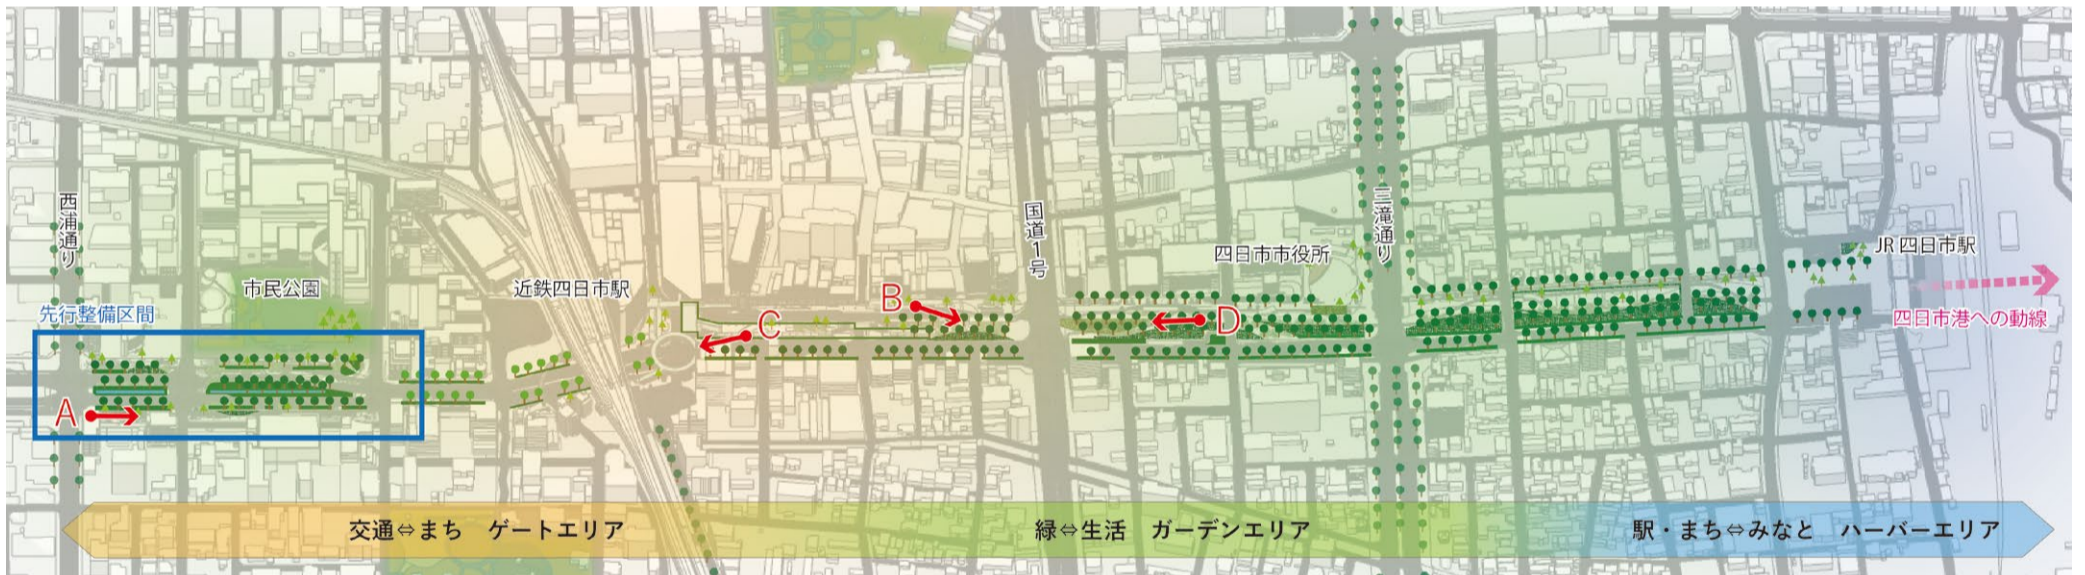 西浦通り
国道1号
三滝通り
四日市市役所
JR 四日市駅
市民公園
近鉄四日市駅
先行整備区間
B
C
D
四日市港への動線
A
交通⇔まち ゲートエリア
緑⇔生活 ガーデンエリア
駅・まち⇔みなと ハーバーエリア